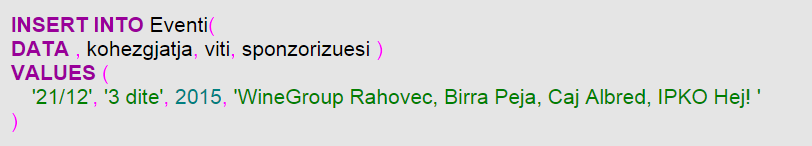 INSERT INTO Eventi(
DATA , kohezgjatja, viti, sponzorizuesi )
VALUES (
'21/12', '3 dite', 2015, 'WineGroup Rahovec, Birra Peja, Caj Albred, IPKO Hej! '
)